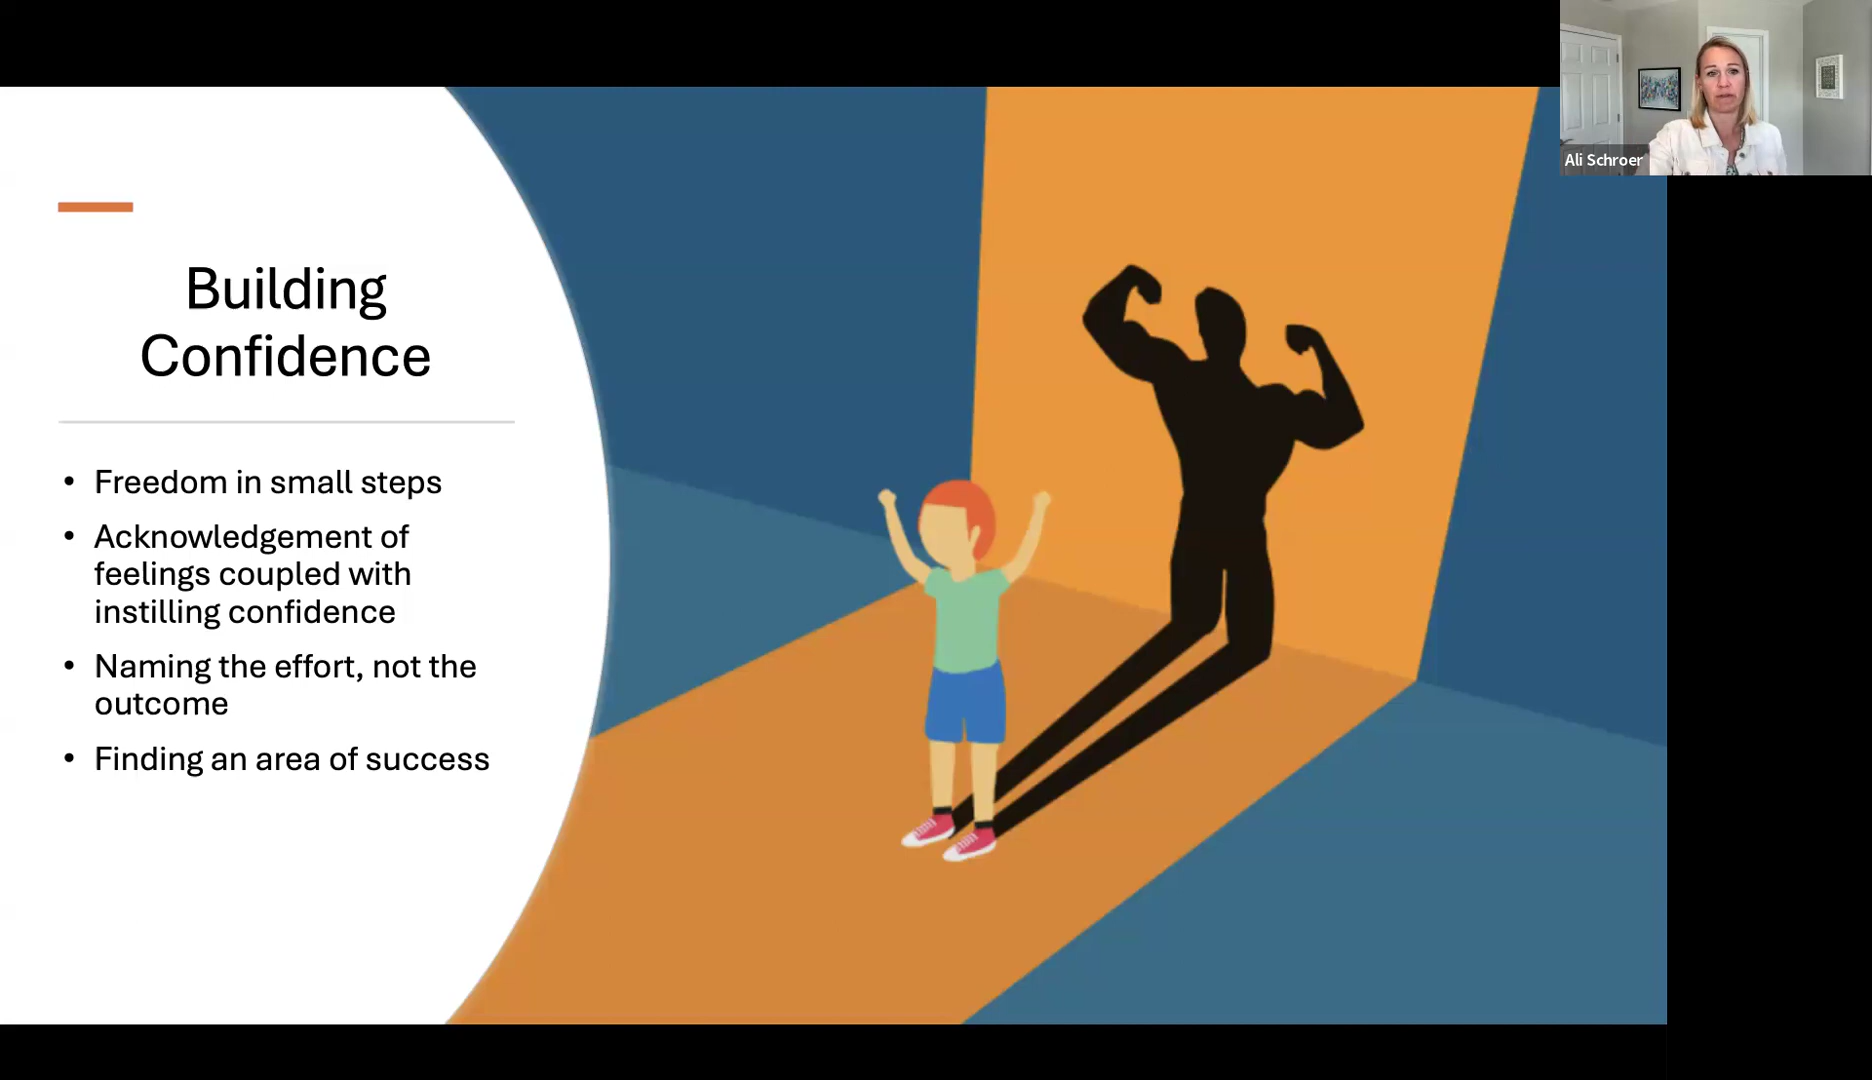 Building
Confidence
• Freedom in small steps
• Acknowledgement of
feelings coupled with
instilling confidence
• Naming the effort, not the
outcome
• Finding an area of success
Ali Schroer